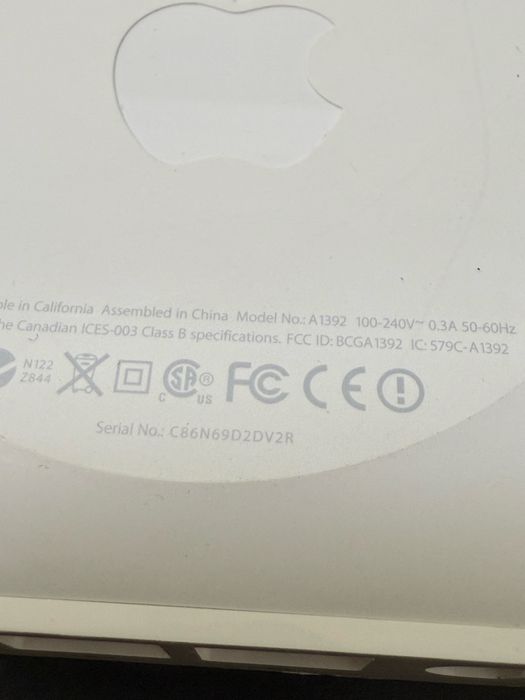 ple in California Assembled in China Model No.: A1392 100-240V~ 0.3A 50-60Hz
he Canadian ICES-003 Class B specifications. FCC ID: BCGA1392 IC: 579C-A1392
N122
Z844
C SA ® US FC CE
Serial No.: C86N69D2DV2R